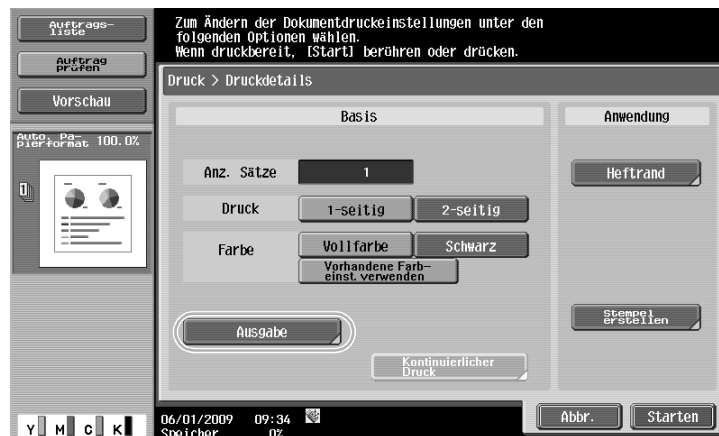 Auftrags-
liste
Auftrag
prüfen
Vorschau
Auto. Pa-
pierformat 100.0%
1
Zum Ändern der Dokumentdruckeinstellungen unter den
folgenden Optionen wählen.
Wenn druckbereit, [Start] berühren oder drücken.
Druck > Druckdetails
Basis
Anz. Sätze 1
Druck 1-seitig 2-seitig
Farbe Vollfarbe Schwarz
Vorhandene Farb-
einst. verwenden
Ausgabe
Kontinuierlicher
Druck
Anwendung
Heftrand
Stempel
erstellen
Y M C K
06/01/2009 09:34
Speicher 0%
Abbr. Starten